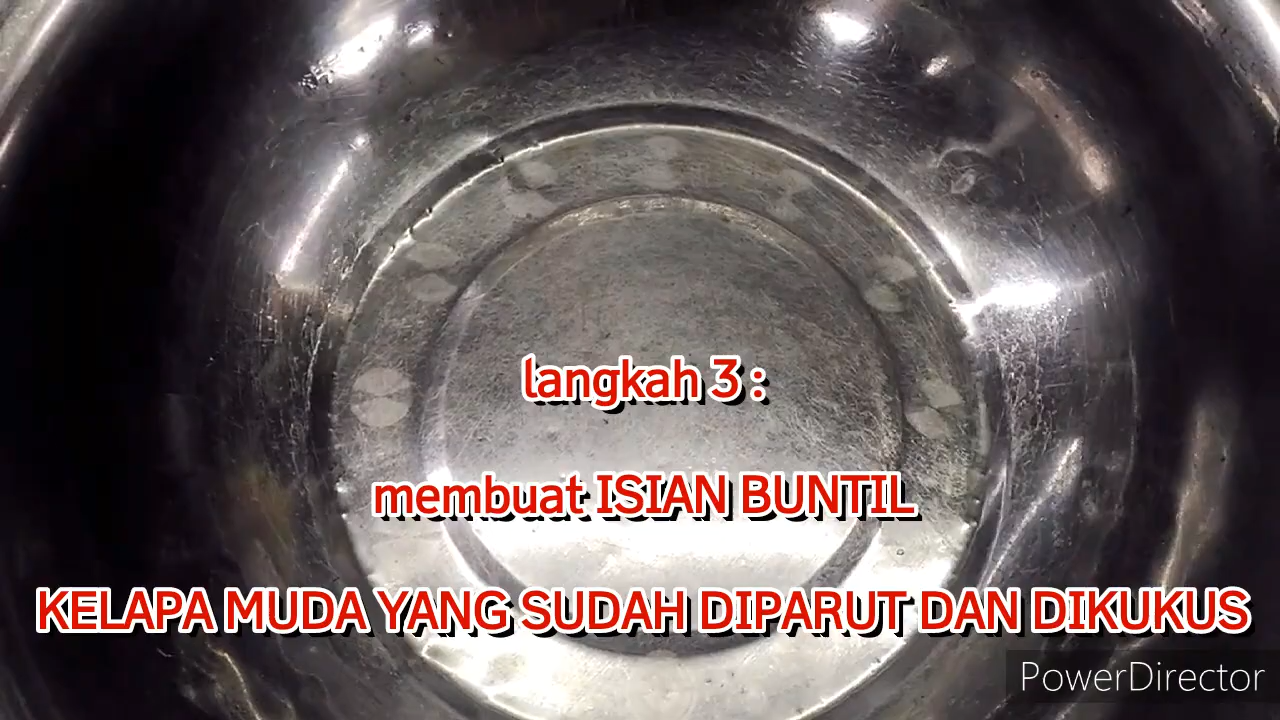 langkah 3 :
membuat ISIAN BUNTIL
KELAPA MUDA YANG SUDAH DIPARUT DAN DIKUKUS
PowerDirector